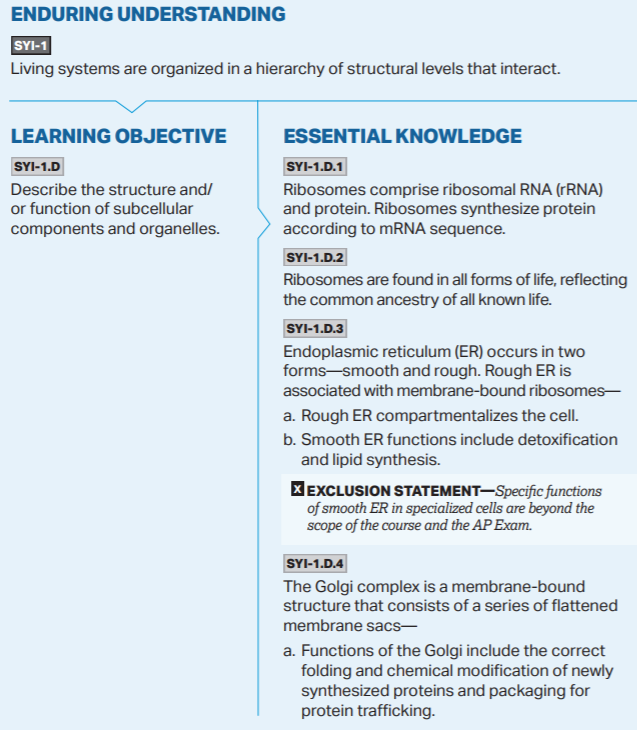 ENDURING UNDERSTANDING
SYI-1
Living systems are organized in a hierarchy of structural levels that interact.
LEARNING OBJECTIVE
SYI-1.D
Describe the structure and/
or function of subcellular
components and organelles.
ESSENTIAL KNOWLEDGE
SYI-1.D.1
Ribosomes comprise ribosomal RNA (rRNA)
and protein. Ribosomes synthesize protein
according to mRNA sequence.
SYI-1.D.2
Ribosomes are found in all forms of life, reflecting
the common ancestry of all known life.
SYI-1.D.3
Endoplasmic reticulum (ER) occurs in two
forms—smooth and rough. Rough ER is
associated with membrane-bound ribosomes—
a. Rough ER compartmentalizes the cell.
b. Smooth ER functions include detoxification
and lipid synthesis.
X EXCLUSION STATEMENT—Specific functions
of smooth ER in specialized cells are beyond the
scope of the course and the AP Exam.
SYI-1.D.4
The Golgi complex is a membrane-bound
structure that consists of a series of flattened
membrane sacs—
a. Functions of the Golgi include the correct
folding and chemical modification of newly
synthesized proteins and packaging for
protein trafficking.